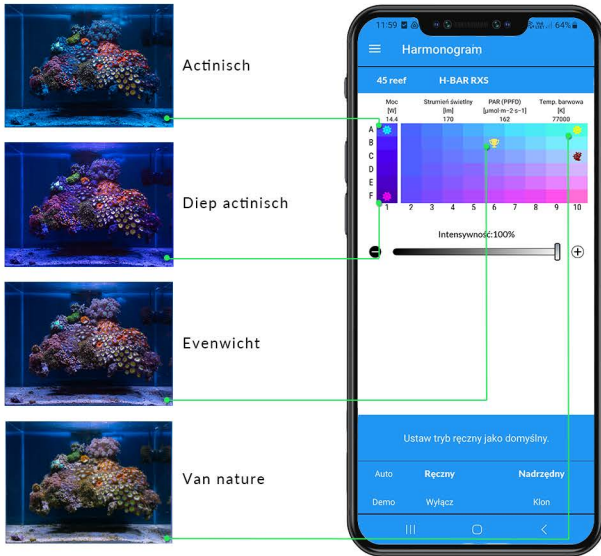 Actinisch
Diep actinisch
Evenwicht
Van nature
11:59
64%
Harmonogram
45 reef H-BAR RXS
Moc Strumień świetlny PAR (PPFD) Temp. barwowa
[W] [lm] [µmol·m-2 s-1] [K]
14.4 170 162 77000
A
B
C
D
E
F
1 2 3 4 5 6 7 8 9 10
Intensywność:100%
Ustaw tryb ręczny jako domyślny.
Auto Ręczny Nadrzędny
Demo Wyłącz Klon